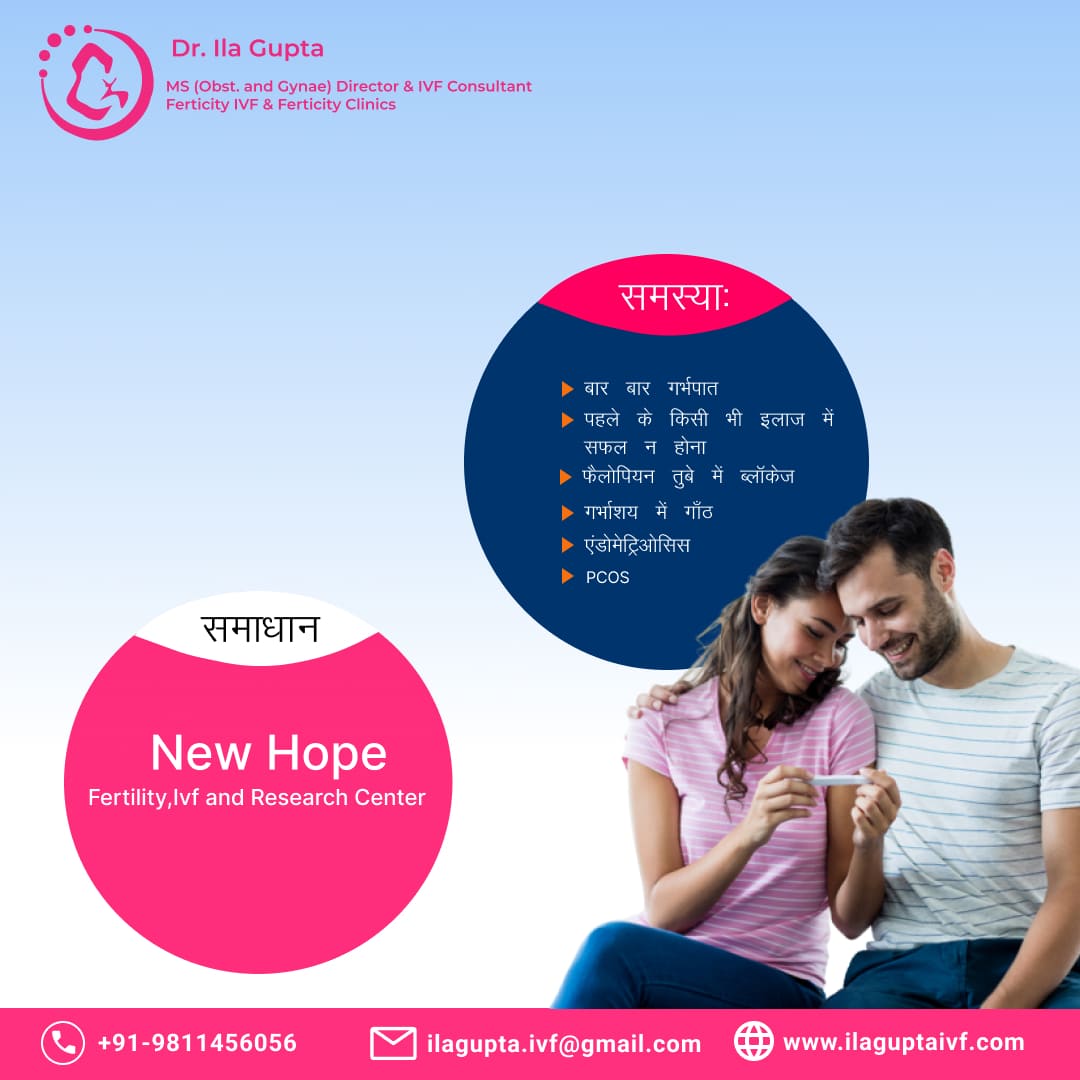 Dr. Ila Gupta
MS (Obst. and Gynae) Director & IVF Consultant
Ferticity IVF & Ferticity Clinics
समस्या:
बार बार गर्भपात
पहले के किसी भी इलाज में
सफल न होना
फैलोपियन तुबे में ब्लॉकेज
गर्भाशय में गाँठ
एंडोमेट्रिओसिस
PCOS
समाधान
New Hope
Fertility,Ivf and Research Center
+91-9811456056
ilagupta.ivf@gmail.com
www.ilaguptaivf.com